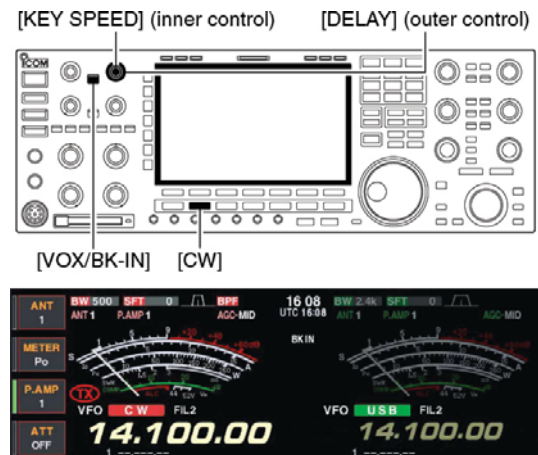 [KEY SPEED] (inner control) [DELAY] (outer control)
ICOM
[VOX/BK-IN] [CW]
ANT 1
BW 500 SFT 0 BPF 16 08 BW 2.4k SFT 0
ANT 1 P.AMP 1 AGC-MID UTC 16:08 ANT 1 P.AMP 1 AGC-MID
BKIN
METER Po
P.AMP 1
TX
VFO CW FIL2 VFO USB FIL2
ATT OFF
14.100.00 14.100.00